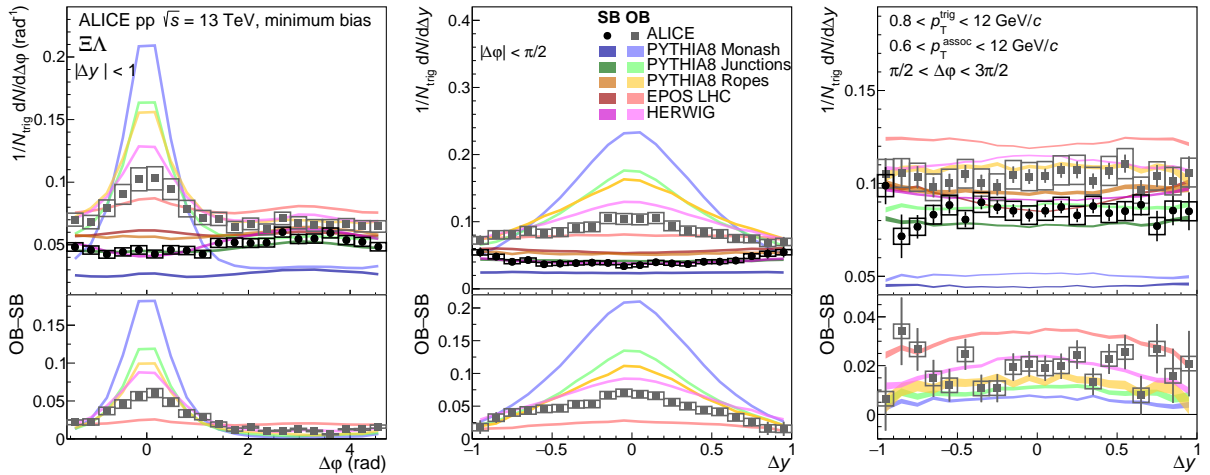 ALICE pp √s = 13 TeV, minimum bias
ΞΛ
|Δy| < 1
1/N_trig dN/dΔφ (rad⁻¹)
0.2
0.15
0.1
0.05
OB–SB
0.15
0.1
0.05
0
0
2
4
Δφ (rad)
1/N_trig dN/dΔy
0.4
0.3
0.2
0.1
0
|Δφ| < π/2
SB OB
ALICE
PYTHIA8 Monash
PYTHIA8 Junctions
PYTHIA8 Ropes
EPOS LHC
HERWIG
OB–SB
0.2
0.15
0.1
0.05
0
−1
−0.5
0
0.5
1
Δy
1/N_trig dN/dΔy
0.15
0.1
0.05
0.8 < p_T^trig < 12 GeV/c
0.6 < p_T^assoc < 12 GeV/c
π/2 < Δφ < 3π/2
OB–SB
0.04
0.02
0
−1
−0.5
0
0.5
1
Δy